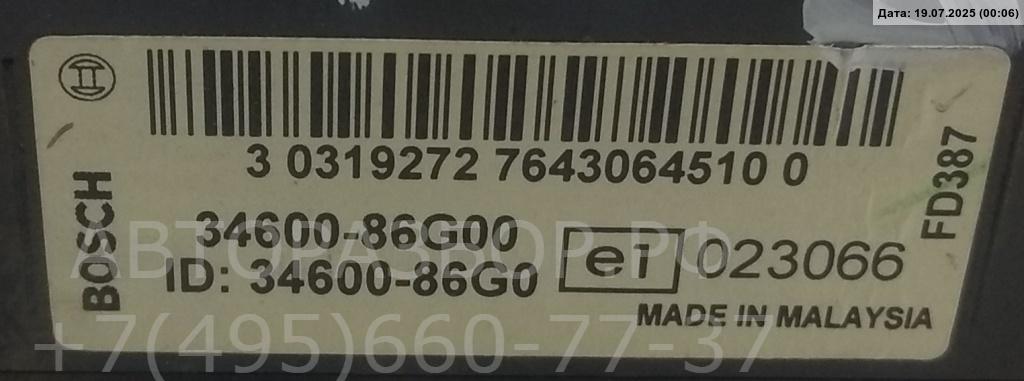 Дата: 19.07.2025 (00:06)
3 0319272 7643064510 0
BOSCH
FD387
34600-86G00
ID: 34600-86G0
e1 023066
MADE IN MALAYSIA
АВТОРАЗБОР.РФ
+7(495)660-77-37